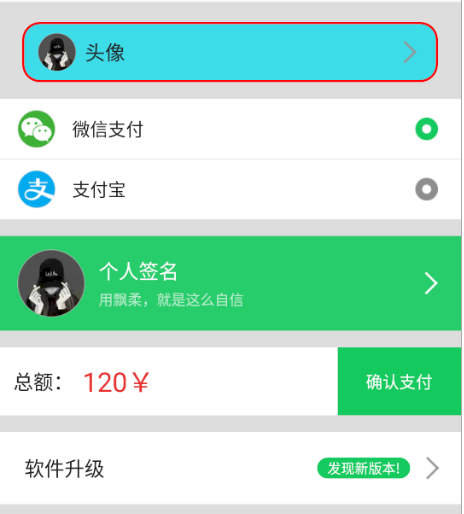 头像
微信支付
支付宝
个人签名
用飘柔，就是这么自信
总额： 120￥ 确认支付
软件升级 发现新版本!